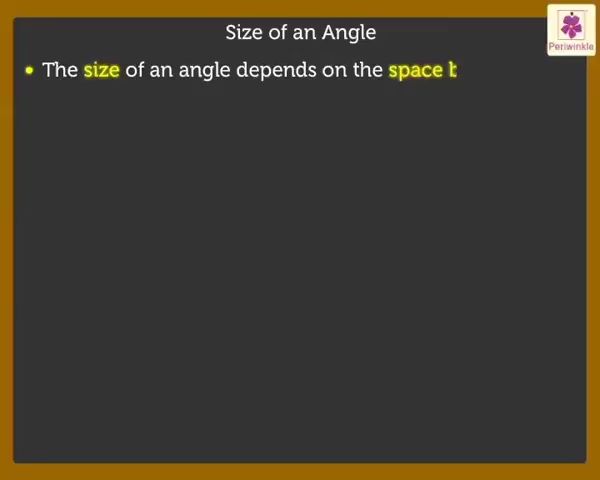 Size of an Angle
Periwinkle
• The size of an angle depends on the space b